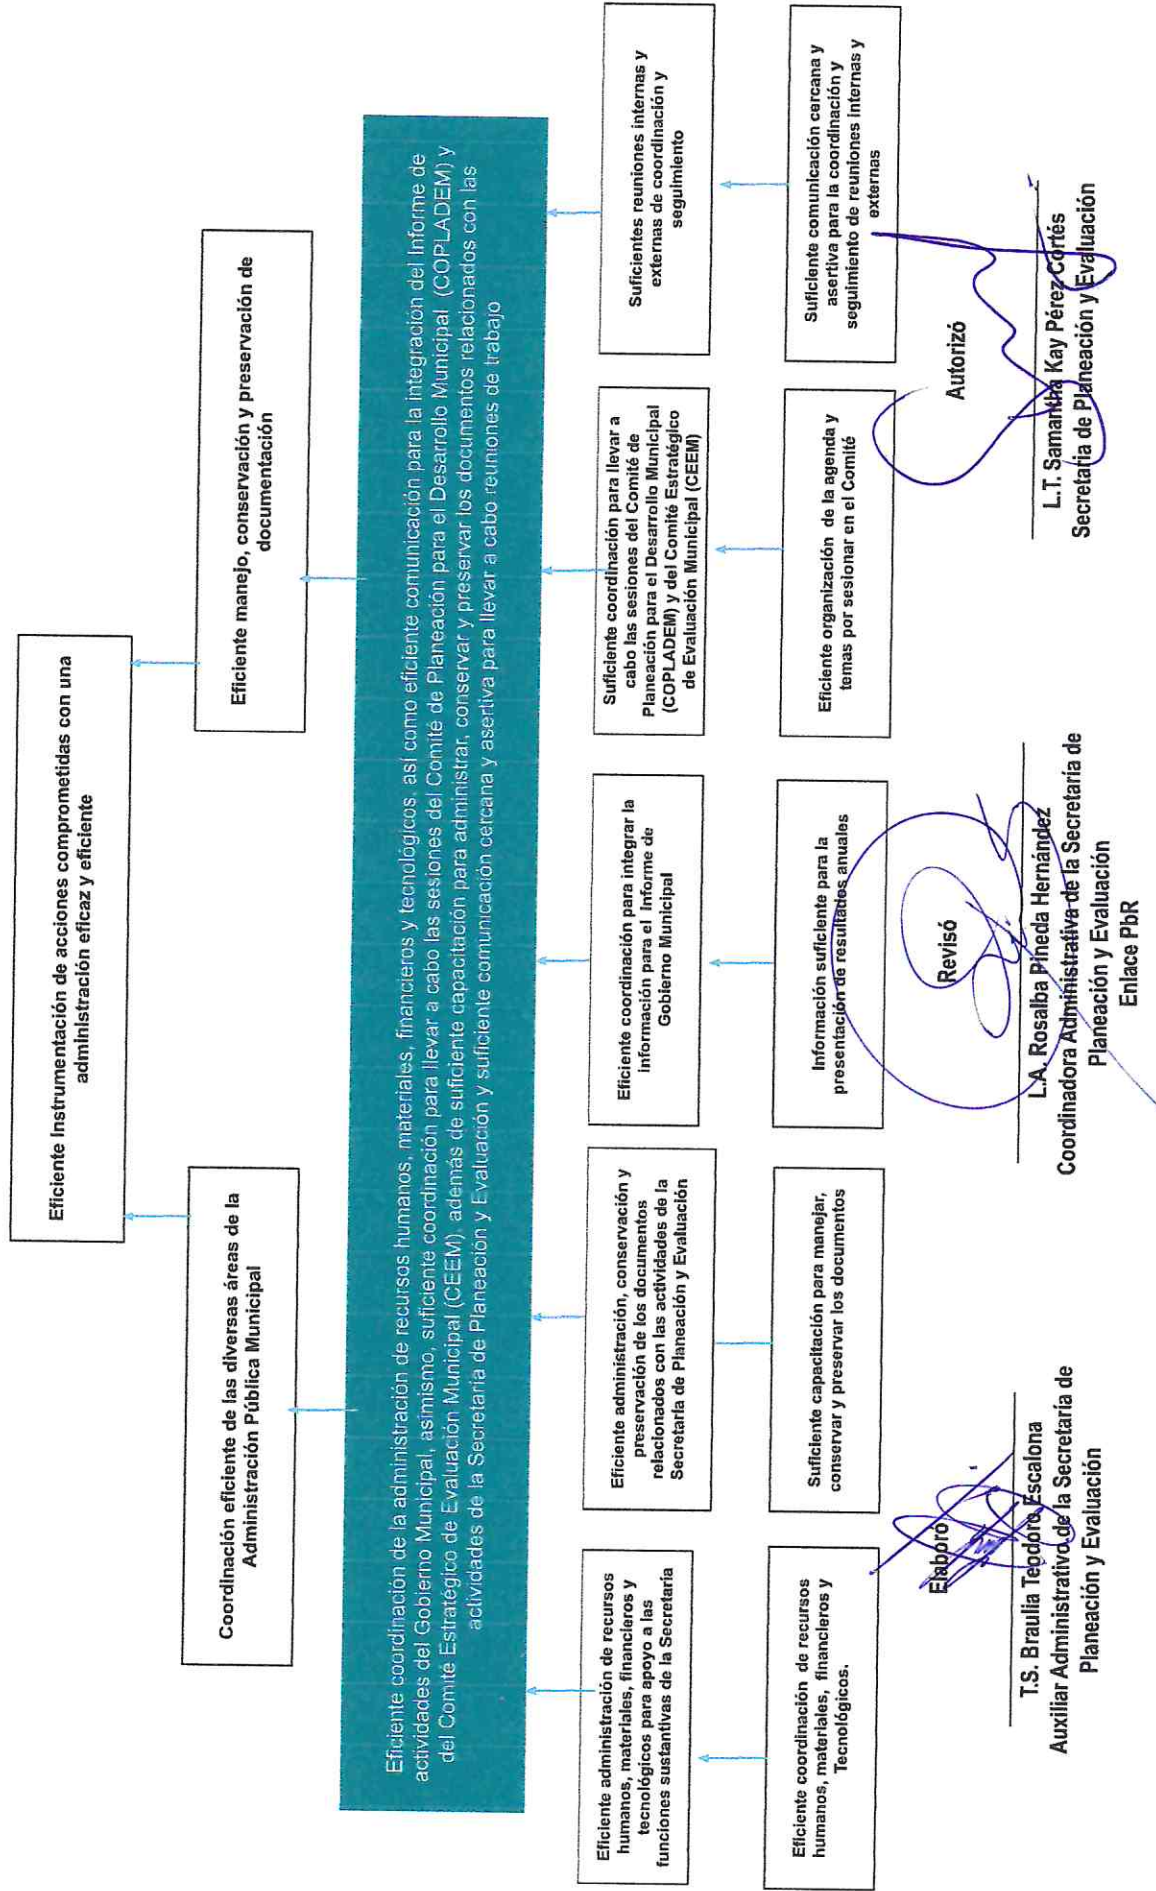 Eficiente Instrumentación de acciones comprometidas con una
administración eficaz y eficiente
Coordinación eficiente de las diversas áreas de la
Administración Pública Municipal
Eficiente manejo, conservación y preservación de
documentación
Eficiente coordinación de la administración de recursos humanos, materiales, financieros y tecnológicos, así como eficiente comunicación para la integración del Informe de
actividades del Gobierno Municipal, asimismo, suficiente coordinación para llevar a cabo las sesiones del Comité de Planeación para el Desarrollo Municipal (COPLADEM) y
del Comité Estratégico de Evaluación Municipal (CEEM), además de suficiente capacitación para administrar, conservar y preservar los documentos relacionados con las
actividades de la Secretaría de Planeación y Evaluación y suficiente comunicación cercana y asertiva para llevar a cabo reuniones de trabajo
Eficiente administración de recursos
humanos, materiales, financieros y
tecnológicos para apoyo a las
funciones sustantivas de la Secretaría
Eficiente administración, conservación y
preservación de los documentos
relacionados con las actividades de la
Secretaría de Planeación y Evaluación
Eficiente coordinación para integrar la
información para el Informe de
Gobierno Municipal
Suficiente coordinación para llevar a
cabo las sesiones del Comité de
Planeación para el Desarrollo Municipal
(COPLADEM) y del Comité Estratégico
de Evaluación Municipal (CEEM)
Suficientes reuniones internas y
externas de coordinación y
seguimiento
Eficiente coordinación de recursos
humanos, materiales, financieros y
Tecnológicos.
Suficiente capacitación para manejar,
conservar y preservar los documentos
Información suficiente para la
presentación de resultados anuales
Eficiente organización de la agenda y
temas por sesionar en el Comité
Suficiente comunicación cercana y
asertiva para la coordinación y
seguimiento de reuniones internas y
externas
Elaboró
T.S. Braulia Teodoro Escalona
Auxiliar Administrativo de la Secretaría de
Planeación y Evaluación
Revisó
L.A. Rosalba Pineda Hernández
Coordinadora Administrativa de la Secretaría de
Planeación y Evaluación
Enlace PbR
Autorizó
L.T. Samantha Kay Pérez Cortés
Secretaria de Planeación y Evaluación